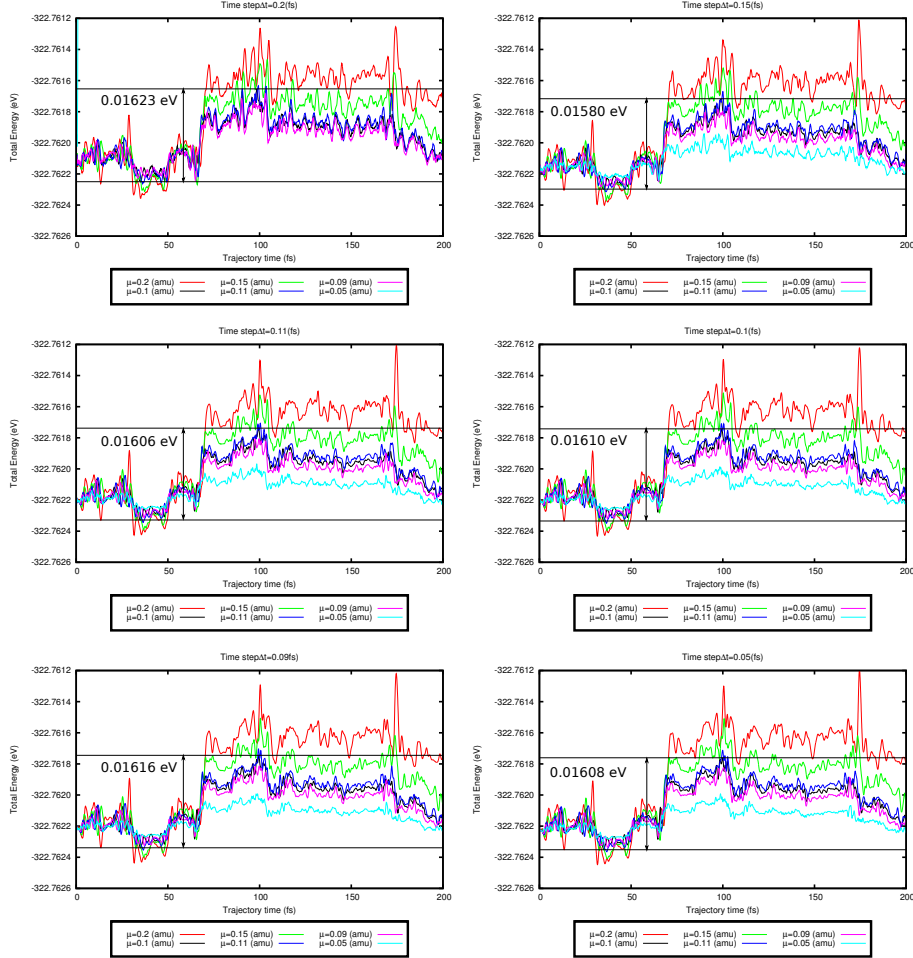 Time stepΔt=0.2(fs)
-322.7612
-322.7614
-322.7616
-322.7618
-322.7620
-322.7622
-322.7624
-322.7626
Total Energy (eV)
0.01623 eV
0 50 100 150 200
Trajectory time (fs)
μ=0.2 (amu) μ=0.15 (amu) μ=0.09 (amu)
μ=0.1 (amu) μ=0.11 (amu) μ=0.05 (amu)
Time stepΔt=0.15(fs)
-322.7612
-322.7614
-322.7616
-322.7618
-322.7620
-322.7622
-322.7624
-322.7626
Total Energy (eV)
0.01580 eV
0 50 100 150 200
Trajectory time (fs)
μ=0.2 (amu) μ=0.15 (amu) μ=0.09 (amu)
μ=0.1 (amu) μ=0.11 (amu) μ=0.05 (amu)
Time stepΔt=0.11(fs)
-322.7612
-322.7614
-322.7616
-322.7618
-322.7620
-322.7622
-322.7624
-322.7626
Total Energy (eV)
0.01606 eV
0 50 100 150 200
Trajectory time (fs)
μ=0.2 (amu) μ=0.15 (amu) μ=0.09 (amu)
μ=0.1 (amu) μ=0.11 (amu) μ=0.05 (amu)
Time stepΔt=0.1(fs)
-322.7612
-322.7614
-322.7616
-322.7618
-322.7620
-322.7622
-322.7624
-322.7626
Total Energy (eV)
0.01610 eV
0 50 100 150 200
Trajectory time (fs)
μ=0.2 (amu) μ=0.15 (amu) μ=0.09 (amu)
μ=0.1 (amu) μ=0.11 (amu) μ=0.05 (amu)
Time stepΔt=0.09fs)
-322.7612
-322.7614
-322.7616
-322.7618
-322.7620
-322.7622
-322.7624
-322.7626
Total Energy (eV)
0.01616 eV
0 50 100 150 200
Trajectory time (fs)
μ=0.2 (amu) μ=0.15 (amu) μ=0.09 (amu)
μ=0.1 (amu) μ=0.11 (amu) μ=0.05 (amu)
Time stepΔt=0.05(fs)
-322.7612
-322.7614
-322.7616
-322.7618
-322.7620
-322.7622
-322.7624
-322.7626
Total Energy (eV)
0.01608 eV
0 50 100 150 200
Trajectory time (fs)
μ=0.2 (amu) μ=0.15 (amu) μ=0.09 (amu)
μ=0.1 (amu) μ=0.11 (amu) μ=0.05 (amu)